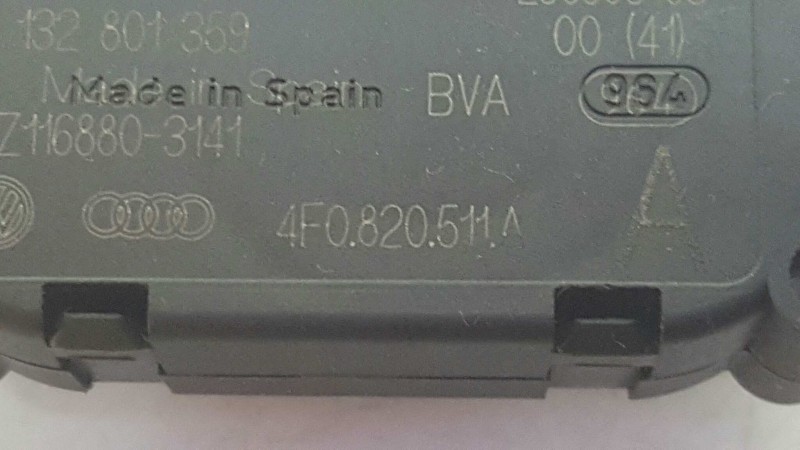 132 801 359
00 (41)
Made in Spain BVA 964
Z116880-3141
4F0.820.511.A A